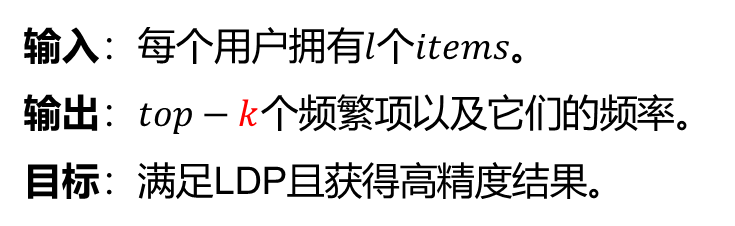 输入：每个用户拥有l个items。
输出：top − k个频繁项以及它们的频率。
目标：满足LDP且获得高精度结果。